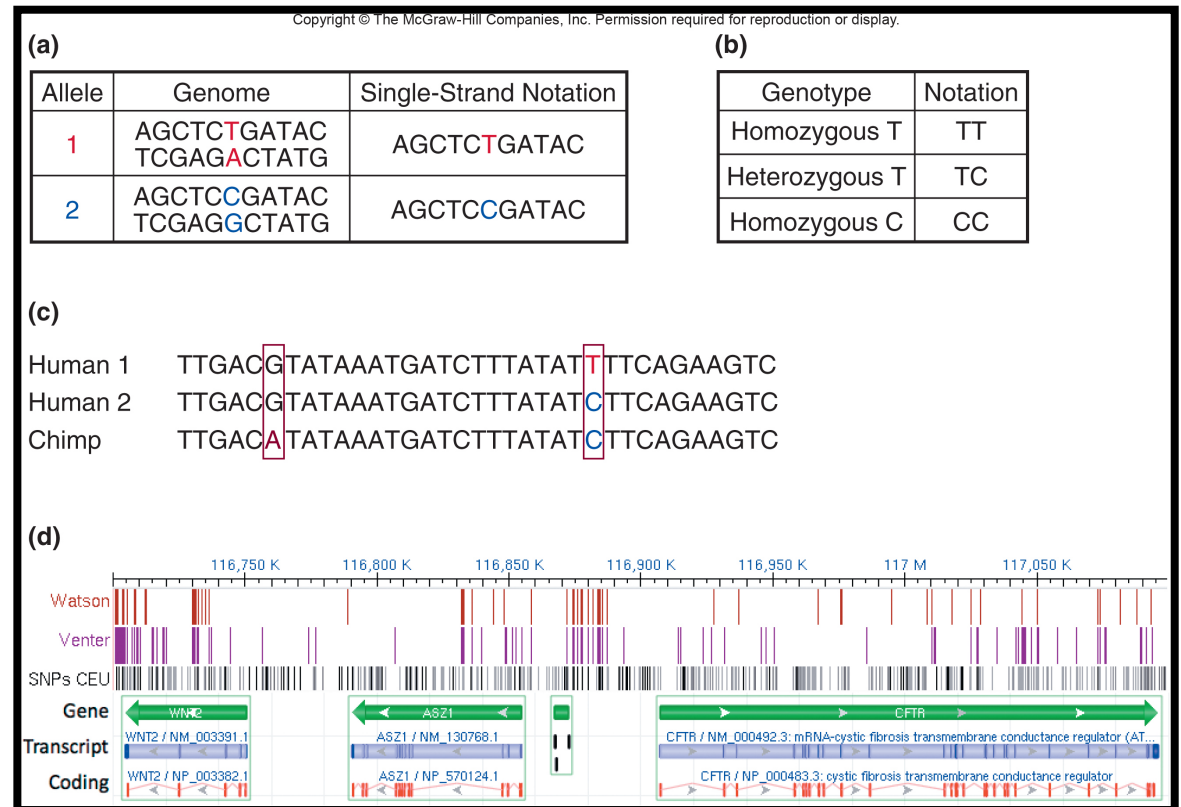 Copyright © The McGraw-Hill Companies, Inc. Permission required for reproduction or display.
(a)
Allele Genome Single-Strand Notation
1 AGCTCTGATAC AGCTCTGATAC
TCGAGACTATG
2 AGCTCCGATAC AGCTCCGATAC
TCGAGGCTATG
(b)
Genotype Notation
Homozygous T TT
Heterozygous T TC
Homozygous C CC
(c)
Human 1 TTGACGTATAAATGATCTTTATATTTTCAGAAGTC
Human 2 TTGACGTATAAATGATCTTTATATCTTCAGAAGTC
Chimp TTGACATATAAATGATCTTTATATCTTCAGAAGTC
(d)
116,750 K 116,800 K 116,850 K 116,900 K 116,950 K 117 M 117,050 K
Watson
Venter
SNPs CEU
Gene WNT2 ASZ1 CFTR
WNT2 / NM_003391.1 ASZ1 / NM_130768.1 CFTR / NM_000492.3: mRNA-cystic fibrosis transmembrane conductance regulator (AT...
Transcript
WNT2 / NP_003382.1 ASZ1 / NP_570124.1 CFTR / NP_000483.3: cystic fibrosis transmembrane conductance regulator
Coding